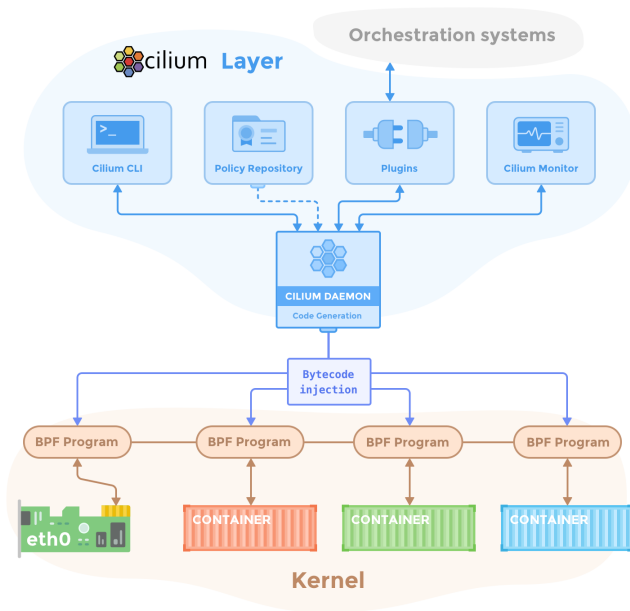 Orchestration systems
cilium Layer
>_
Cilium CLI
Policy Repository
Plugins
Cilium Monitor
CILIUM DAEMON
Code Generation
Bytecode
injection
BPF Program
BPF Program
BPF Program
BPF Program
eth0
CONTAINER
CONTAINER
CONTAINER
Kernel